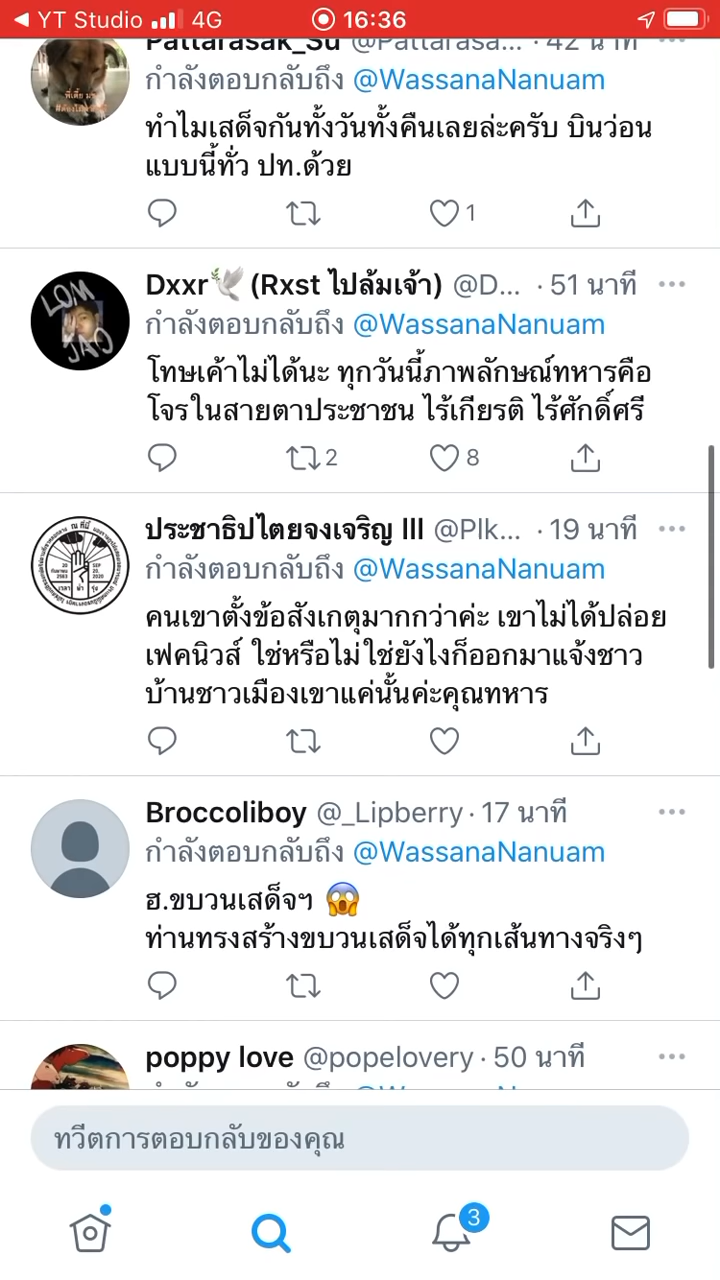 YT Studio 4G 16:36
Pattarasak_Su @Pattarasa... · 42 นาที
กำลังตอบกลับถึง @WassanaNanuam
ทำไมเสด็จกันทั้งวันทั้งคืนเลยล่ะครับ บินว่อน
แบบนี้ทั่ว ปท.ด้วย
1
Dxxr🕊️ (Rxst ไปล้มเจ้า) @D... · 51 นาที
กำลังตอบกลับถึง @WassanaNanuam
โทษเค้าไม่ได้นะ ทุกวันนี้ภาพลักษณ์ทหารคือ
โจรในสายตาประชาชน ไร้เกียรติ ไร้ศักดิ์ศรี
2 8
ประชาธิปไตยจงเจริญ lll @Plk... · 19 นาที
กำลังตอบกลับถึง @WassanaNanuam
คนเขาตั้งข้อสังเกตุมากกว่าค่ะ เขาไม่ได้ปล่อย
เฟคนิวส์ ใช่หรือไม่ใช่ยังไงก็ออกมาแจ้งชาว
บ้านชาวเมืองเขาแค่นั้นค่ะคุณทหาร
Broccoliboy @_Lipberry · 17 นาที
กำลังตอบกลับถึง @WassanaNanuam
ฮ.ขบวนเสด็จฯ 😱
ท่านทรงสร้างขบวนเสด็จได้ทุกเส้นทางจริงๆ
poppy love @popelovery · 50 นาที
ทวีตการตอบกลับของคุณ
3